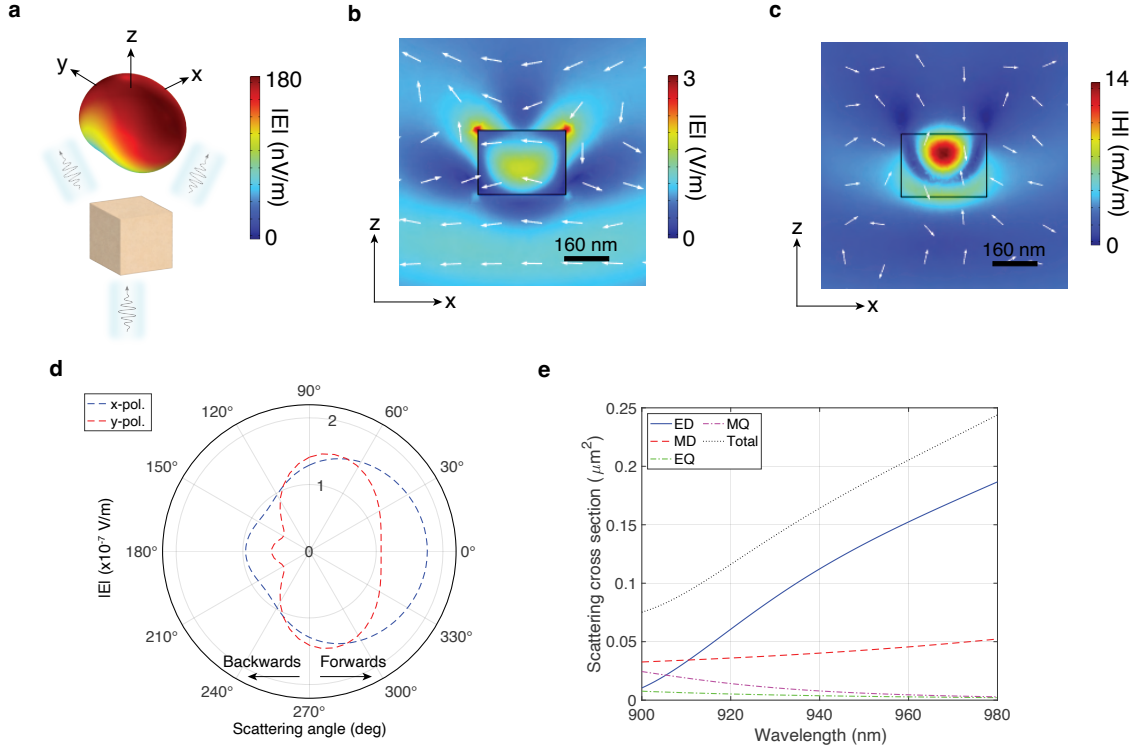 a
z
y
x
180
|E| (nV/m)
0
b
3
|E| (V/m)
0
160 nm
z
x
c
14
|H| (mA/m)
0
160 nm
z
x
d
x-pol.
y-pol.
90°
120°
60°
2
150°
30°
1
|E| (x10⁻⁷ V/m)
180°
0
0°
210°
330°
Backwards
Forwards
240°
300°
270°
Scattering angle (deg)
e
0.25
ED
MQ
MD
Total
EQ
0.2
0.15
0.1
0.05
0
Scattering cross section (μm²)
900
920
940
960
980
Wavelength (nm)